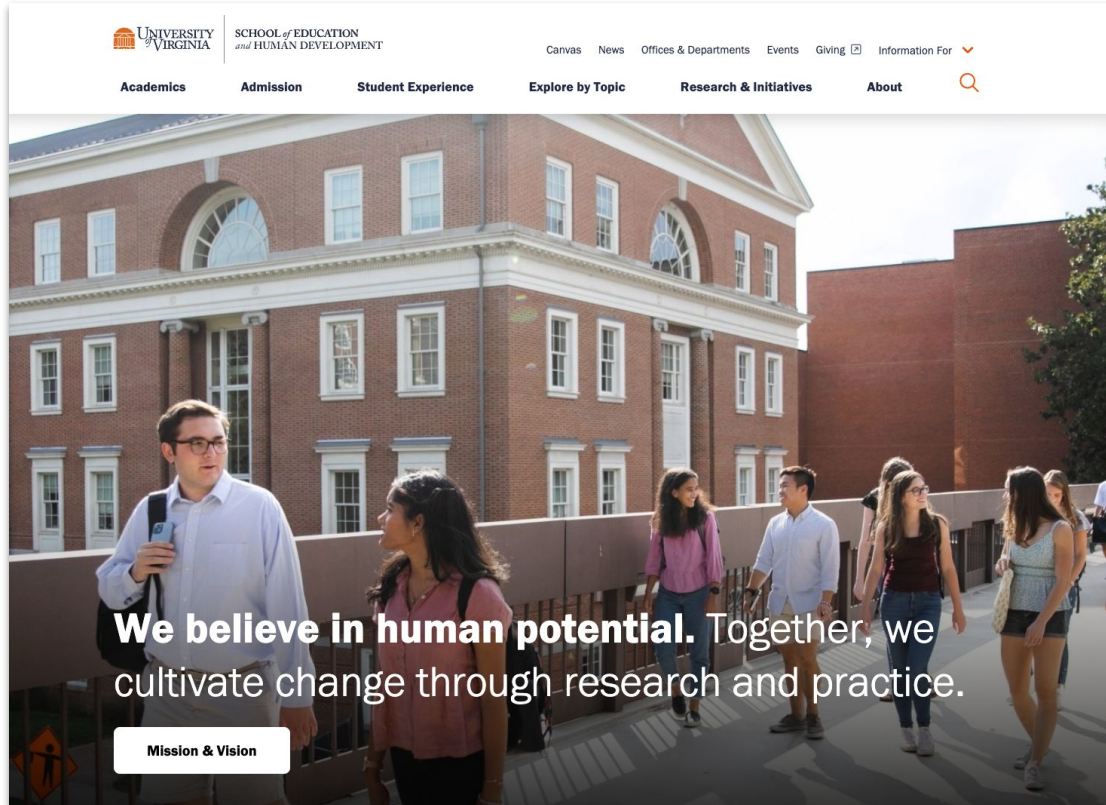 UNIVERSITY
of VIRGINIA
SCHOOL of EDUCATION
and HUMAN DEVELOPMENT
Canvas News Offices & Departments Events Giving Information For
Academics Admission Student Experience Explore by Topic Research & Initiatives About
We believe in human potential. Together, we
cultivate change through research and practice.
Mission & Vision